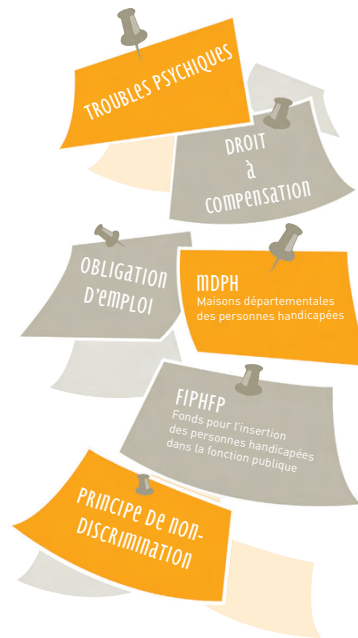 TROUBLES PSYCHIQUES
DROIT
à
COMPENSATION
OBLIGATION
D'EMPLOI
MDPH
Maisons départementales
des personnes handicapées
FIPHFP
Fonds pour l'insertion
des personnes handicapées
dans la fonction publique
PRINCIPE DE NON-
DISCRIMINATION